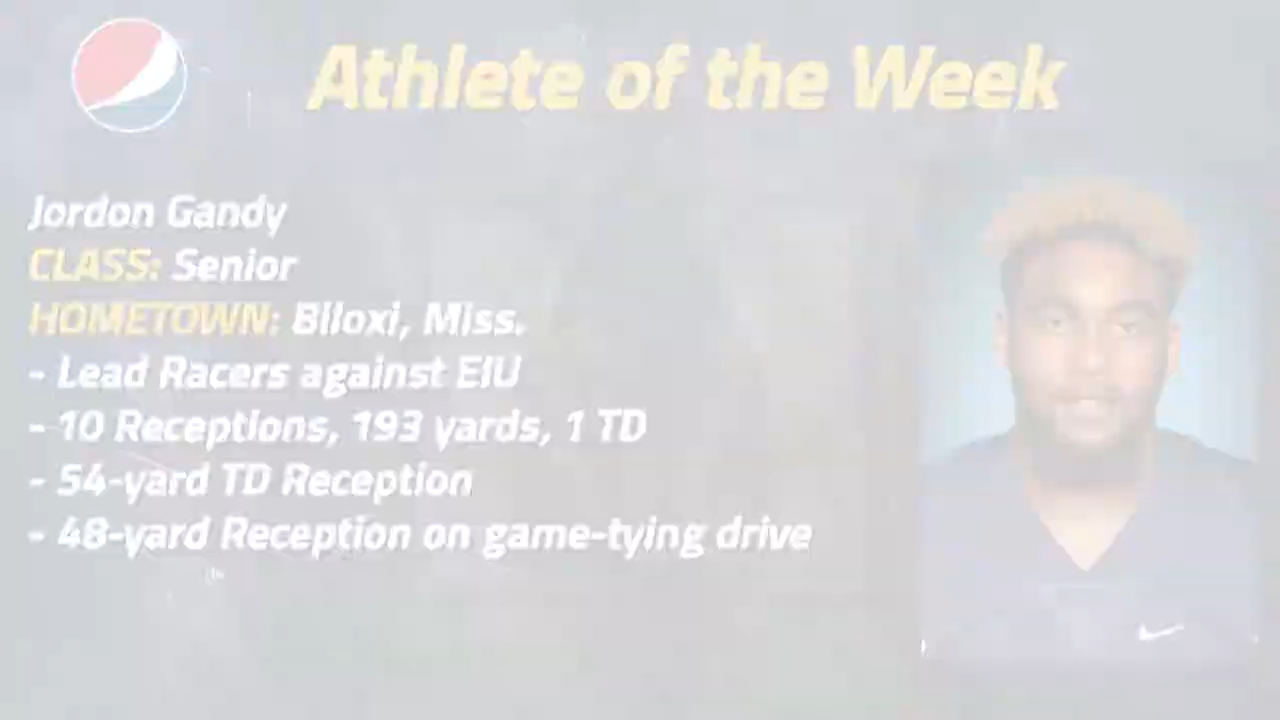 Athlete of the Week
Jordon Gandy
CLASS: Senior
HOMETOWN: Biloxi, Miss.
- Lead Racers against EIU
- 10 Receptions, 193 yards, 1 TD
- 54-yard TD Reception
- 48-yard Reception on game-tying drive